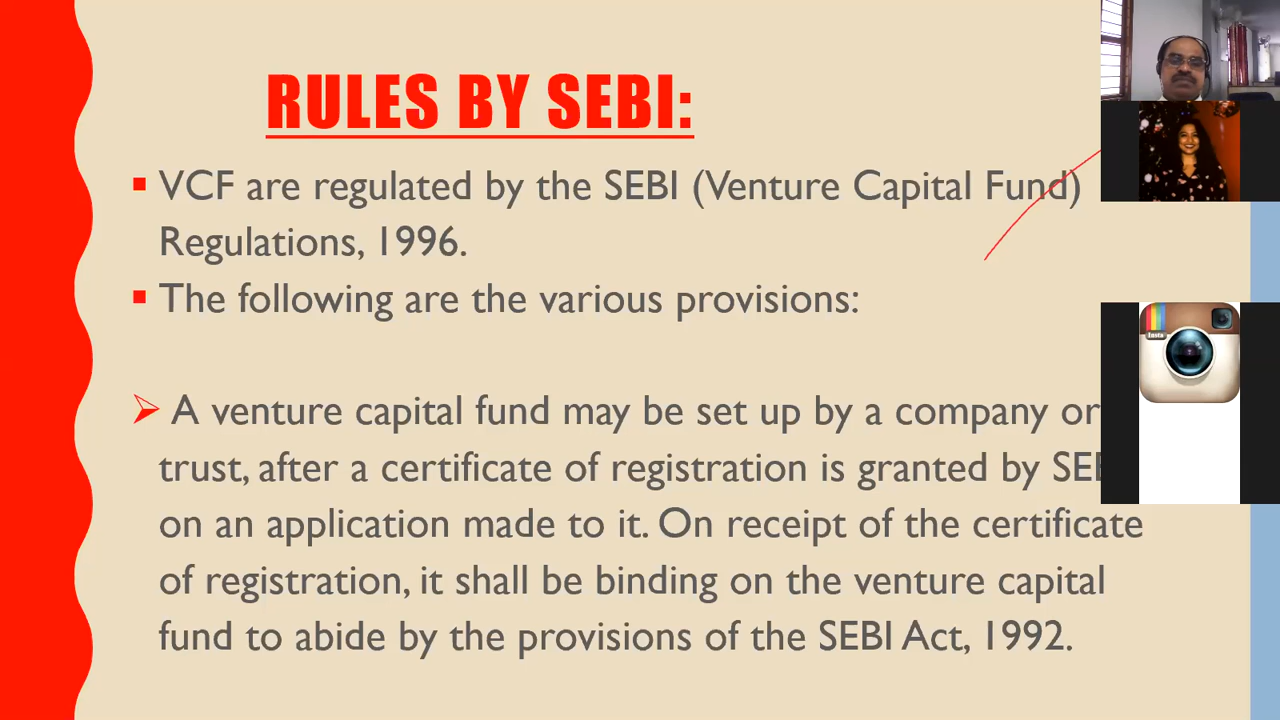 RULES BY SEBI:
VCF are regulated by the SEBI (Venture Capital Fund)
Regulations, 1996.
The following are the various provisions:
A venture capital fund may be set up by a company or
trust, after a certificate of registration is granted by
on an application made to it. On receipt of the certificate
of registration, it shall be binding on the venture capital
fund to abide by the provisions of the SEBI Act, 1992.
Insta